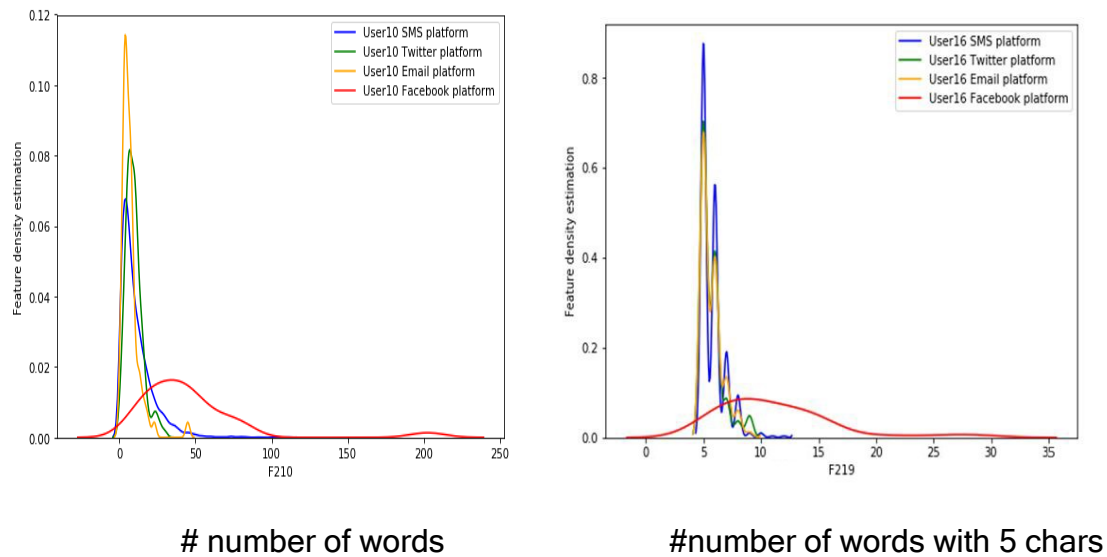 0.12
0.10
0.08
0.06
0.04
0.02
0.00
Feature density estimation
User10 SMS platform
User10 Twitter platform
User10 Email platform
User10 Facebook platform
0
50
100
150
200
250
F210
# number of words
0.8
0.6
0.4
0.2
0.0
Feature density estimation
User16 SMS platform
User16 Twitter platform
User16 Email platform
User16 Facebook platform
0
5
10
15
20
25
30
35
F219
#number of words with 5 chars